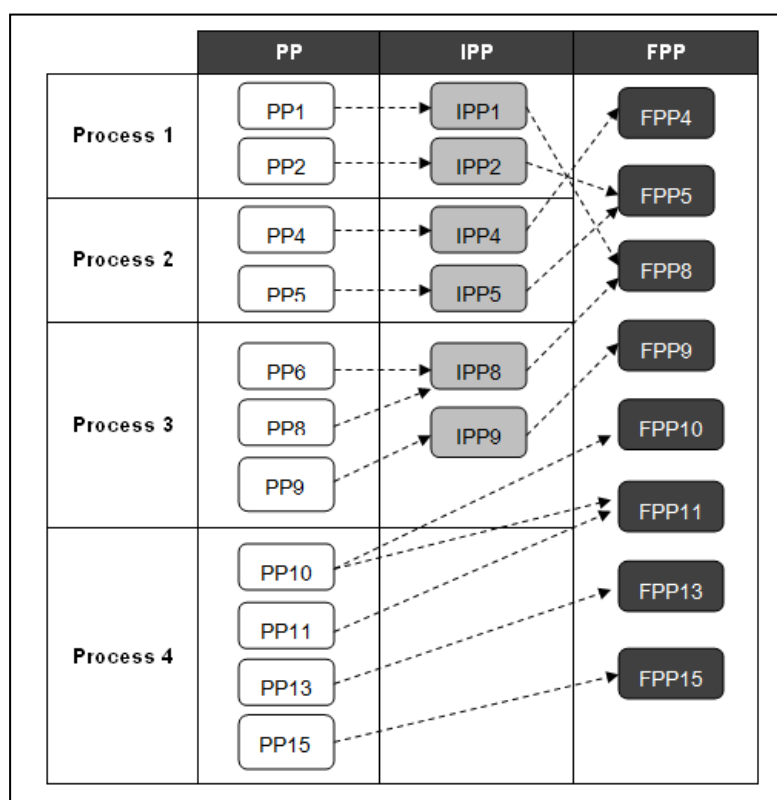 PP IPP FPP
Process 1
PP1 IPP1 FPP4
PP2 IPP2 FPP5
Process 2
PP4 IPP4 FPP8
PP5 IPP5 FPP9
Process 3
PP6 IPP8
PP8 IPP9 FPP10
PP9 FPP11
Process 4
PP10 FPP13
PP11
PP13 FPP15
PP15